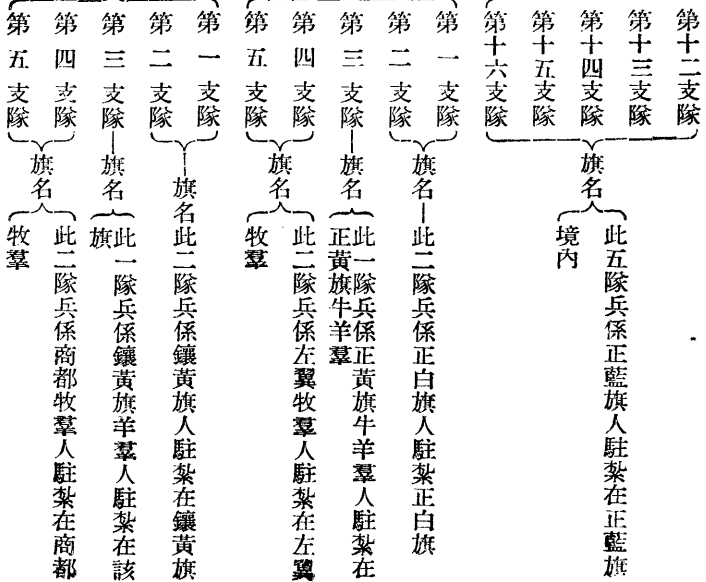 第十二支隊
第十三支隊
第十四支隊
第十五支隊
第十六支隊
旗名
此五隊兵係正藍旗人駐紮在正藍旗
境內
第一支隊
第二支隊
旗名
此二隊兵係正白旗人駐紮正白旗
第三支隊
旗名
此一隊兵係正黃旗牛羊羣人駐紮在
正黃旗牛羊羣
第四支隊
第五支隊
旗名
此二隊兵係左翼牧羣人駐紮在左翼
牧羣
第一支隊
第二支隊
旗名
此二隊兵係鑲黃旗人駐紮在鑲黃旗
第三支隊
旗名
此一隊兵係鑲黃旗羊羣人駐紮在該
旗
第四支隊
第五支隊
旗名
此二隊兵係商都牧羣人駐紮在商都
牧羣